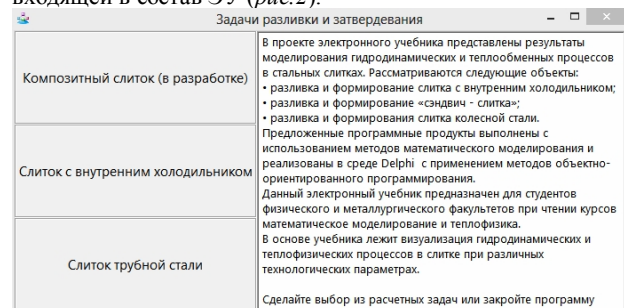 входящей в состав ЭУ (рис.2).
Задачи разливки и затвердевания
Композитный слиток (в разработке)
Слиток с внутренним холодильником
Слиток трубной стали
В проекте электронного учебника представлены результаты
моделирования гидродинамических и теплообменных процессов
в стальных слитках. Рассматриваются следующие объекты:
• разливка и формирование слитка с внутренним холодильником;
• разливка и формирование «сэндвич - слитка»;
• разливка и формирования слитка колесной стали.
Предложенные программные продукты выполнены с
использованием методов математического моделирования и
реализованы в среде Delphi с применением методов объектно-
ориентированного программирования.
Данный электронный учебник предназначен для студентов
физического и металлургического факультетов при чтении курсов
математическое моделирование и теплофизика.
В основе учебника лежит визуализация гидродинамических и
теплофизических процессов в слитке при различных
технологических параметрах.
Сделайте выбор из расчетных задач или закройте программу